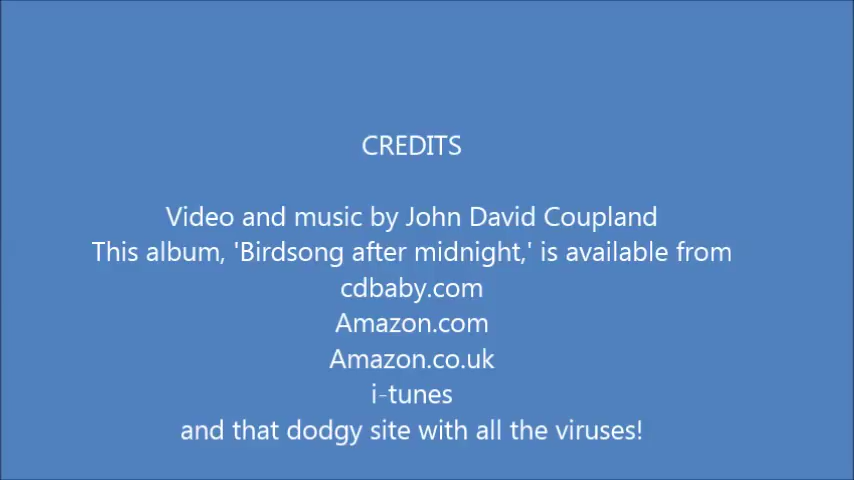 CREDITS
Video and music by John David Coupland
This album, 'Birdsong after midnight,' is available from
cdbaby.com
Amazon.com
Amazon.co.uk
i-tunes
and that dodgy site with all the viruses!